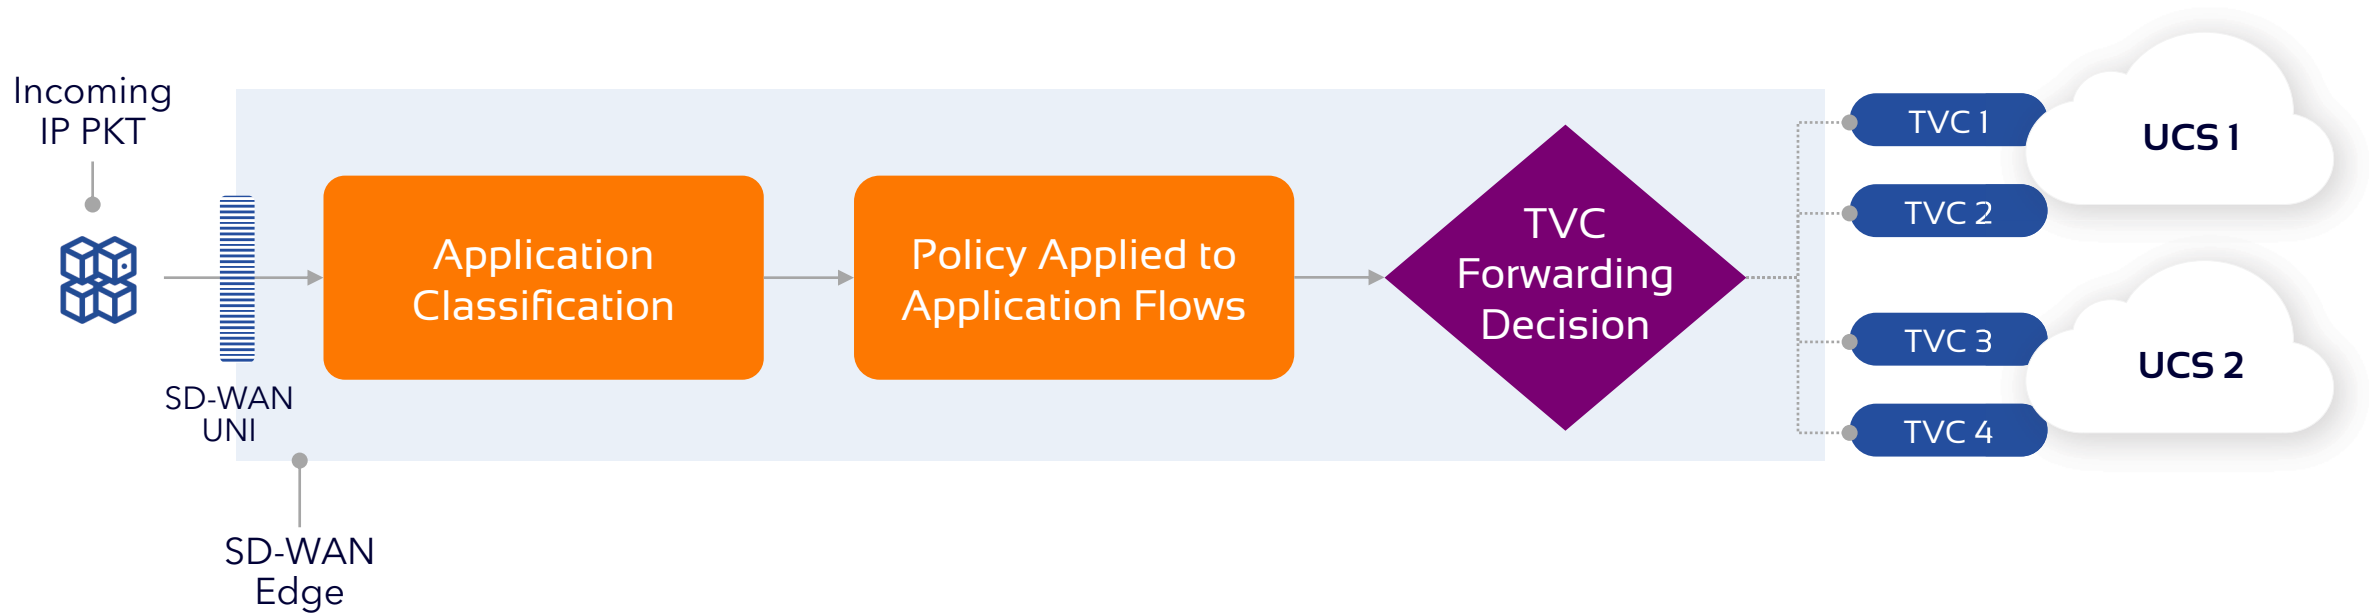 Incoming
IP PKT
SD-WAN
UNI
SD-WAN
Edge
Application
Classification
Policy Applied to
Application Flows
TVC
Forwarding
Decision
TVC 1
TVC 2
UCS 1
TVC 3
TVC 4
UCS 2